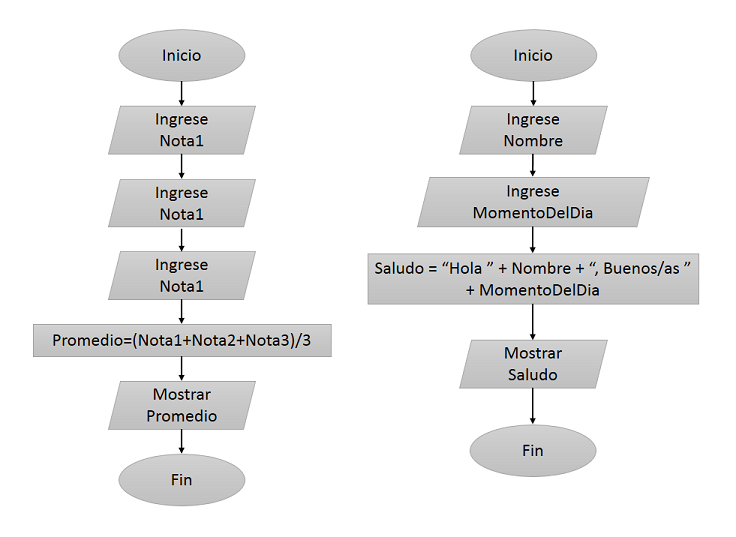 Inicio
Ingrese
Nota1
Ingrese
Nota1
Ingrese
Nota1
Promedio=(Nota1+Nota2+Nota3)/3
Mostrar
Promedio
Fin
Inicio
Ingrese
Nombre
Ingrese
MomentoDelDia
Saludo = “Hola ” + Nombre + “, Buenos/as ”
+ MomentoDelDia
Mostrar
Saludo
Fin